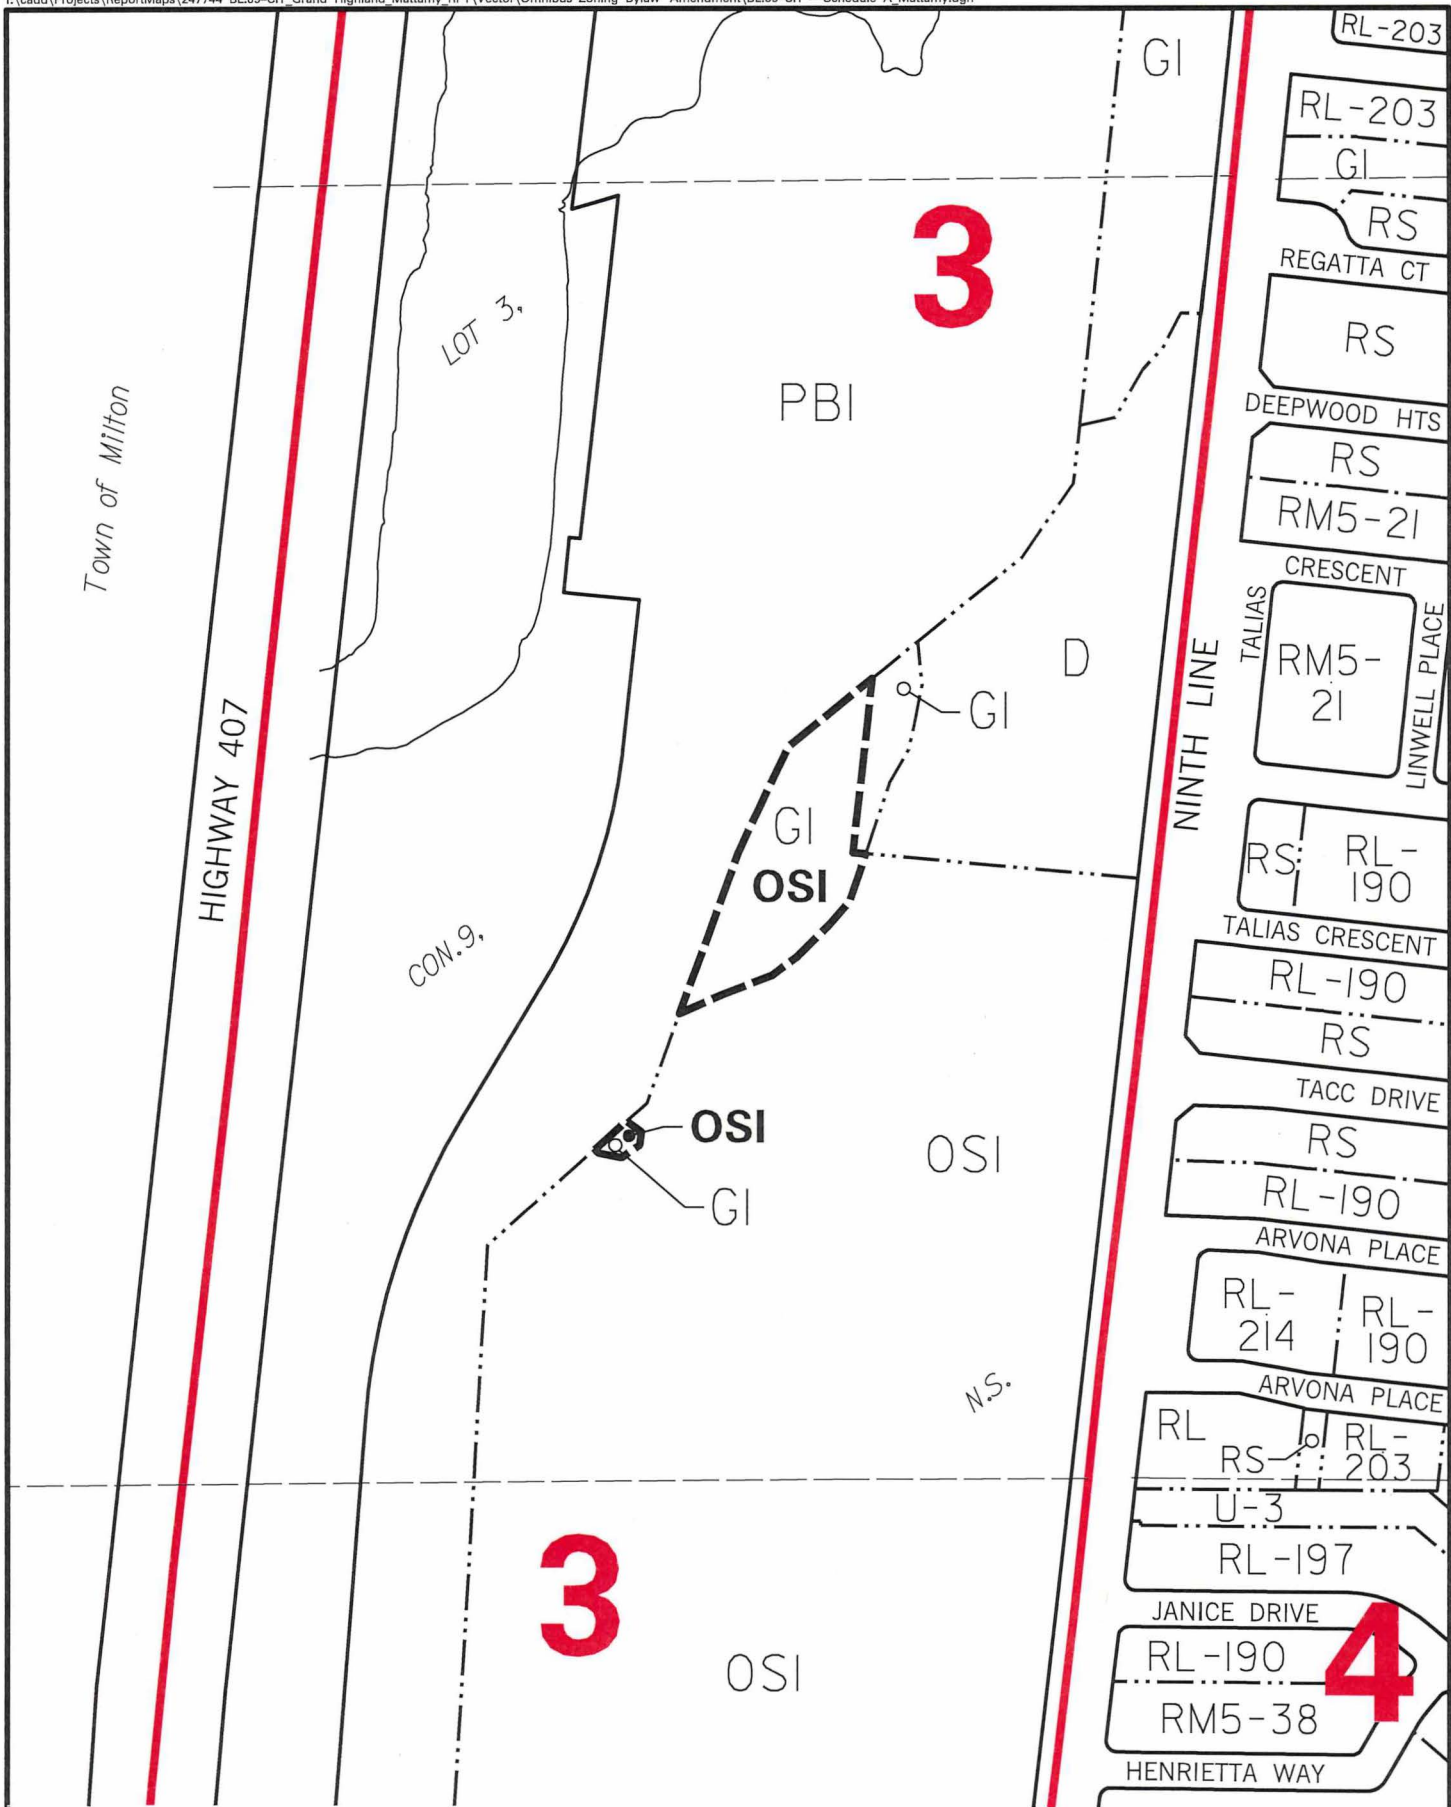 GI
RL-203
RL-203
GI
RS
REGATTA CT
3
LOT 3,
RS
PBI
DEEPWOOD HTS
Town of Milton
RS
RM5-21
CRESCENT
TALIAS
LINWELL PLACE
RM5-
21
D
NINTH LINE
GI
HIGHWAY 407
GI
OSI
RS
RL-
190
TALIAS CRESCENT
CON.9,
RL-190
RS
TACC DRIVE
OSI
OSI
RS
GI
RL-190
ARVONA PLACE
RL-
214
RL-
190
N.S.
ARVONA PLACE
RL
RS
RL-
203
U-3
3
RL-197
JANICE DRIVE
4
OSI
RL-190
RM5-38
HENRIETTA WAY